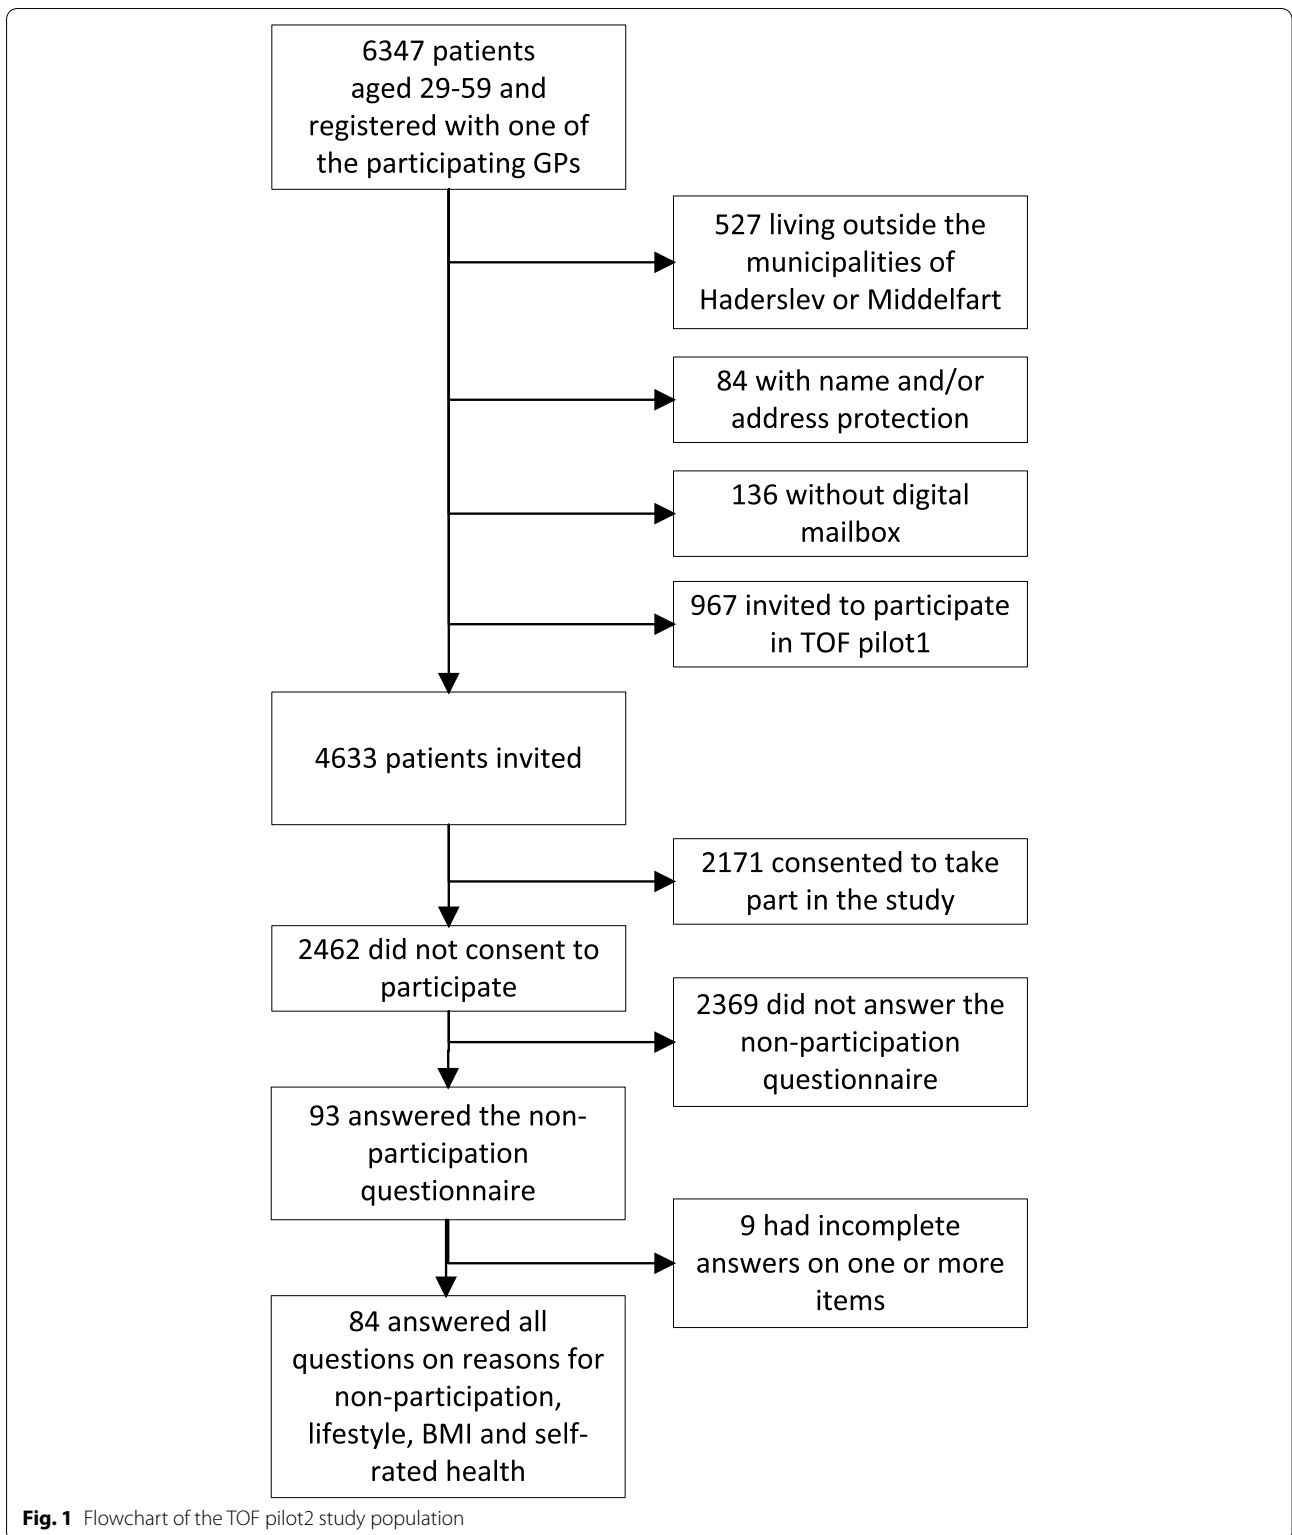 6347 patients
aged 29-59 and
registered with one of
the participating GPs
527 living outside the
municipalities of
Haderslev or Middelfart
84 with name and/or
address protection
136 without digital
mailbox
967 invited to participate
in TOF pilot1
4633 patients invited
2171 consented to take
part in the study
2462 did not consent to
participate
2369 did not answer the
non-participation
questionnaire
93 answered the non-
participation
questionnaire
9 had incomplete
answers on one or more
items
84 answered all
questions on reasons for
non-participation,
lifestyle, BMI and self-
rated health
Fig. 1 Flowchart of the TOF pilot2 study population